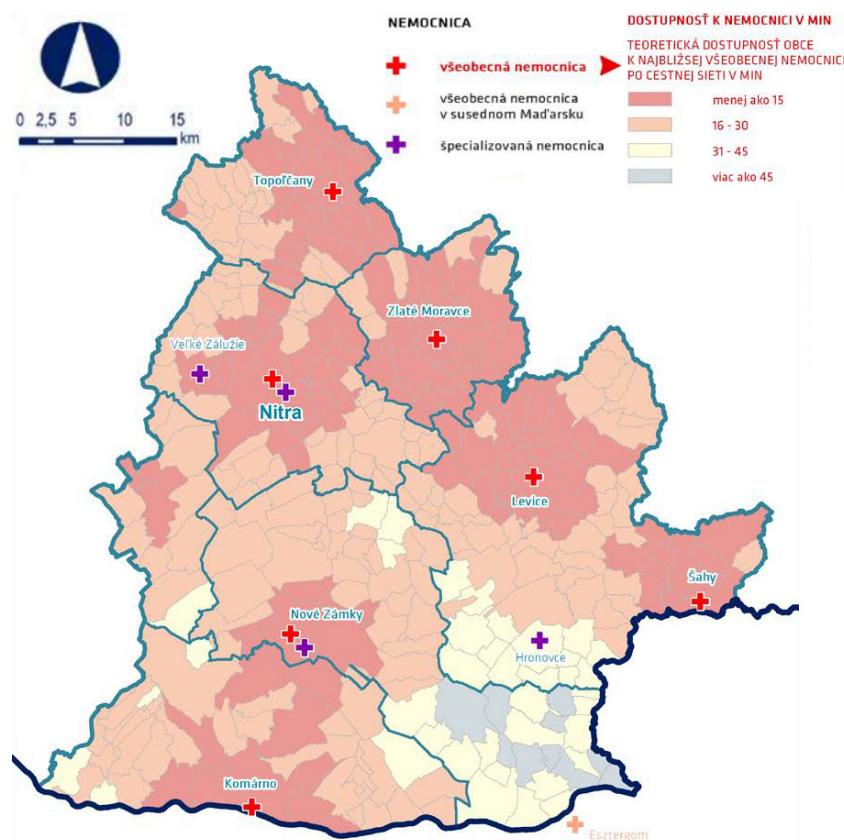 NEMOCNICA
všeobecná nemocnica
všeobecná nemocnica
v susednom Maďarsku
špecializovaná nemocnica
DOSTUPNOSŤ K NEMOCNICI V MIN
TEORETICKÁ DOSTUPNOSŤ OBCE
K NAJBLIŽSEJ VŠEOBECNEJ NEMOCNICI
PO CESTNEJ SIETI V MIN
menej ako 15
16 - 30
31 - 45
viac ako 45
0 2,5 5 10 15
km
Topoľčany
Zlaté Moravce
Veľké Zálužie
Nitra
Levice
Šahy
Nové Zámky
Hronovce
Komárno
Esztergom